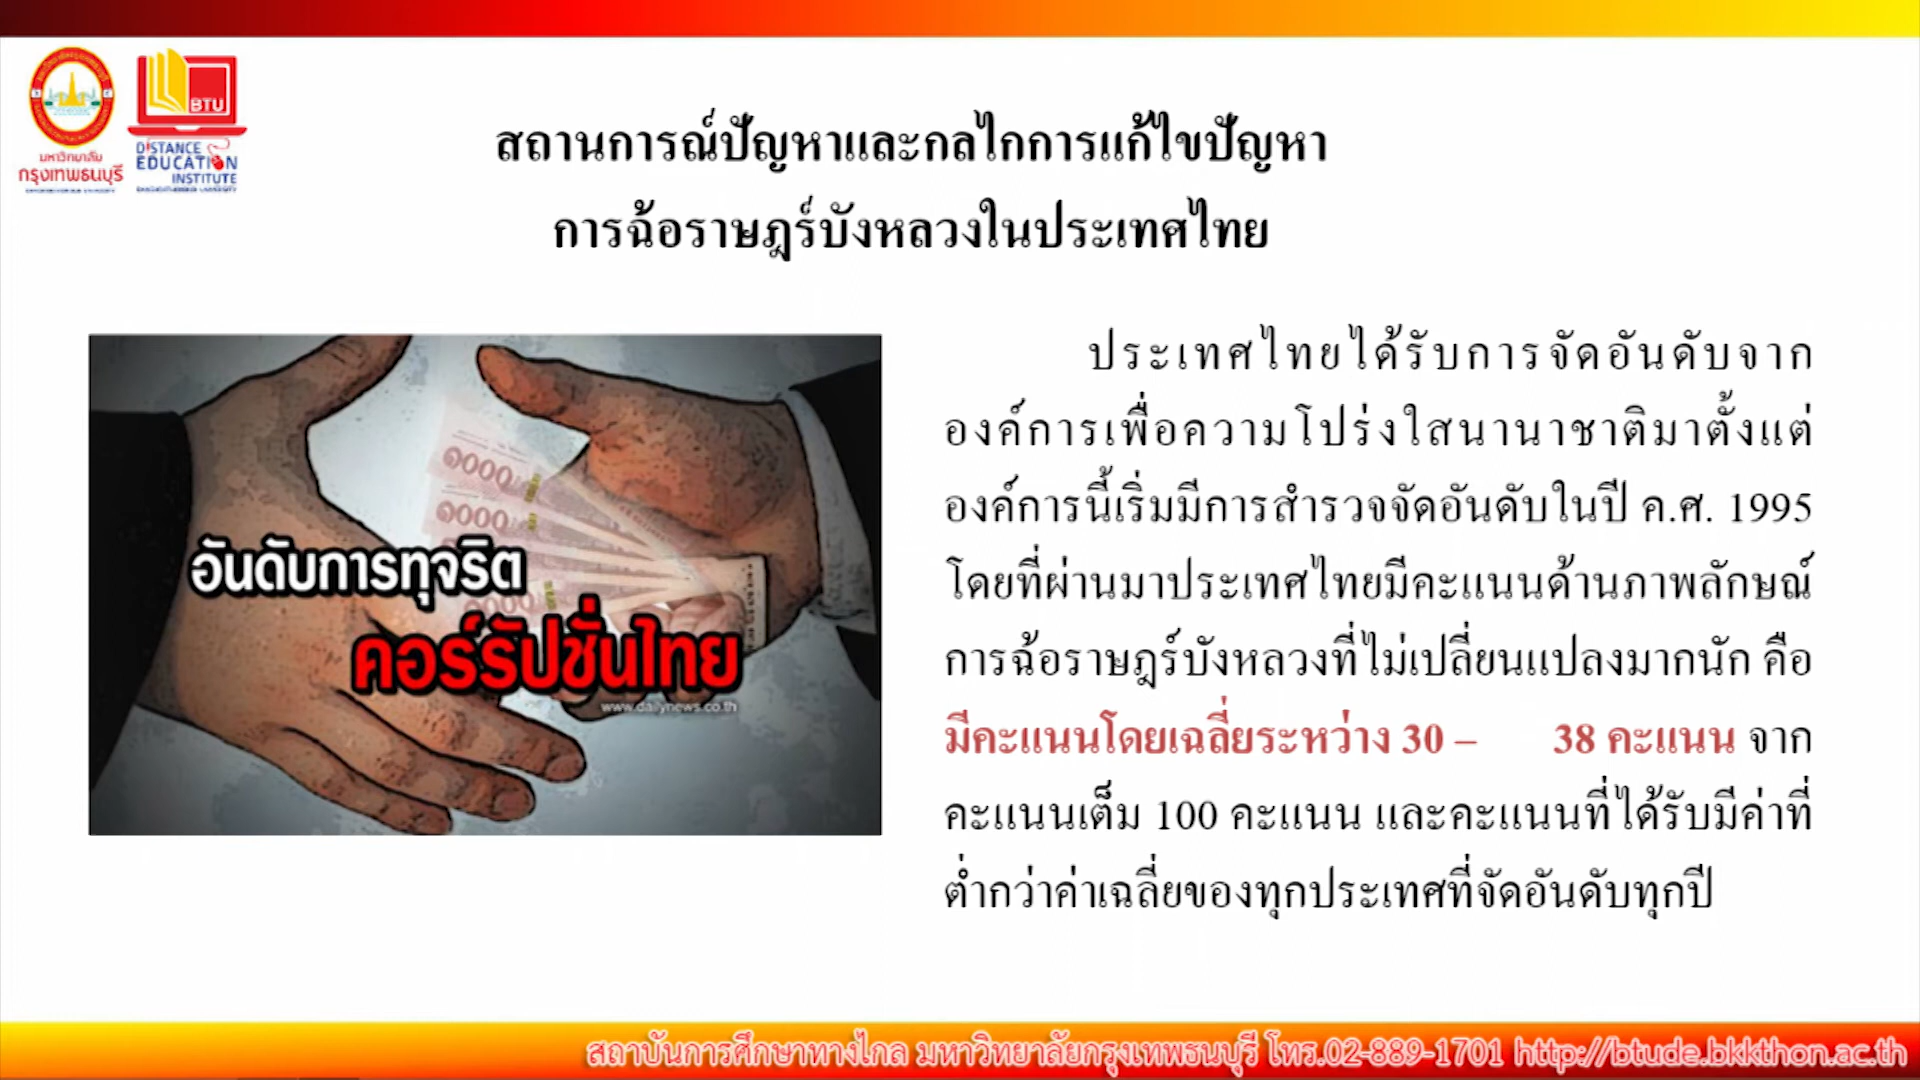 มหาวิทยาลัย
กรุงเทพธนบุรี
BTU
DISTANCE
EDUCATION
INSTITUTE
สถานการณ์ปัญหาและกลไกการแก้ไขปัญหา
การฉ้อราษฎร์บังหลวงในประเทศไทย
๑๐๐๐
๑๐๐๐
๑๐๐๐
อันดับการทุจริต
คอร์รัปชั่นไทย
www.dailynews.co.th
ประเทศไทยได้รับการจัดอันดับจาก
องค์การเพื่อความโปร่งใสนานาชาติมาตั้งแต่
องค์การนี้เริ่มมีการสำรวจจัดอันดับในปี ค.ศ. 1995
โดยที่ผ่านมาประเทศไทยมีคะแนนด้านภาพลักษณ์
การฉ้อราษฎร์บังหลวงที่ไม่เปลี่ยนแปลงมากนัก คือ
มีคะแนนโดยเฉลี่ยระหว่าง 30 – 38 คะแนน จาก
คะแนนเต็ม 100 คะแนน และคะแนนที่ได้รับมีค่าที่
ต่ำกว่าค่าเฉลี่ยของทุกประเทศที่จัดอันดับทุกปี
สถาบันการศึกษาทางไกล มหาวิทยาลัยกรุงเทพธนบุรี โทร.02-889-1701 http://btude.bkkthon.ac.th